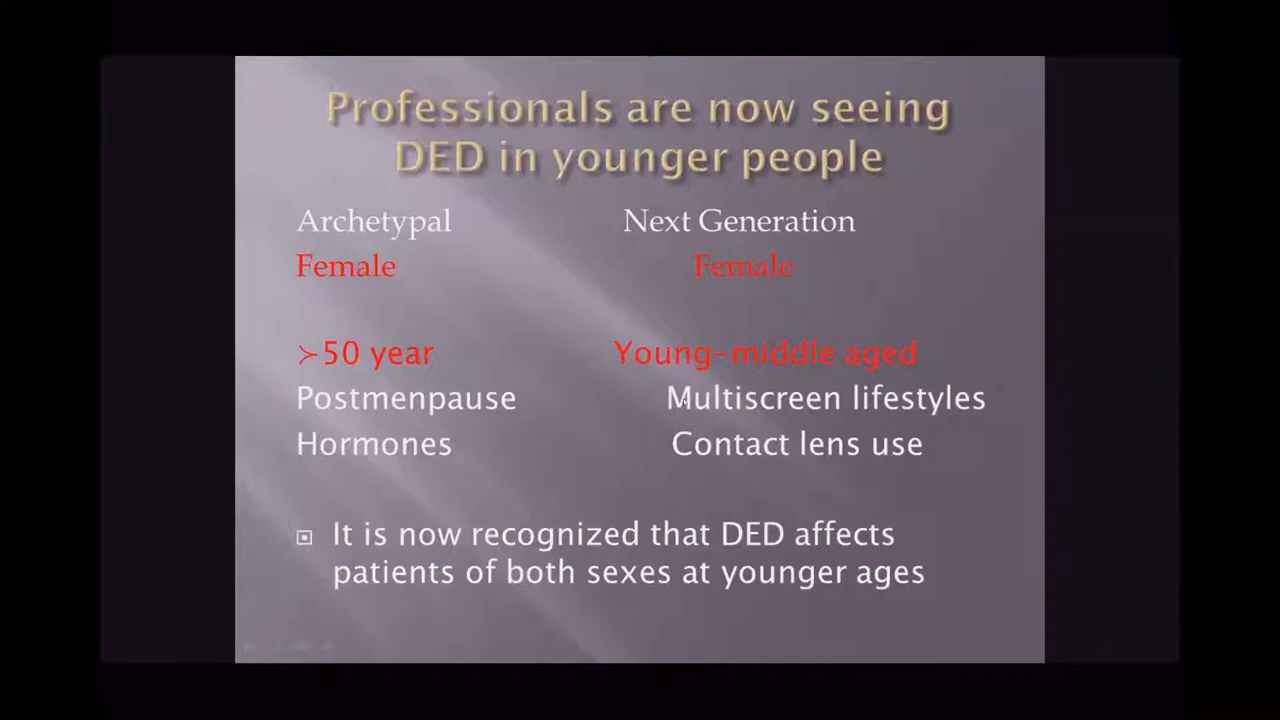 Professionals are now seeing
DED in younger people
Archetypal Next Generation
Female Female
≻50 year Young-middle aged
Postmenpause Multiscreen lifestyles
Hormones Contact lens use
It is now recognized that DED affects
patients of both sexes at younger ages